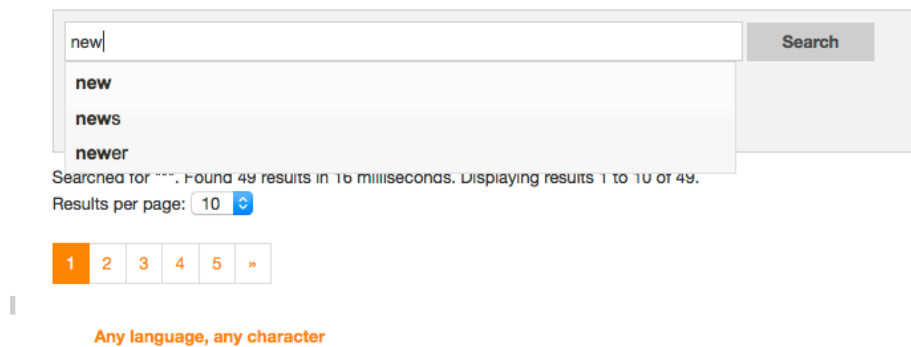 new
Search
new
news
newer
Searched for "*". Found 49 results in 16 milliseconds. Displaying results 1 to 10 of 49.
Results per page: 10
1 2 3 4 5 »
Any language, any character